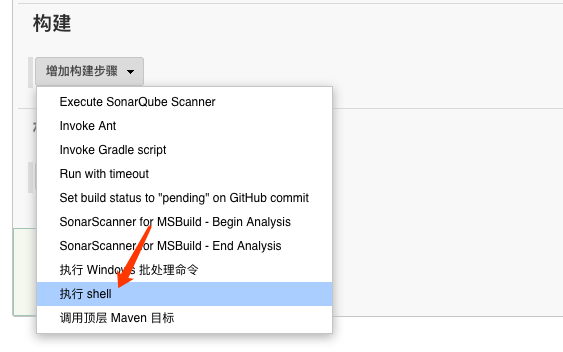 构建
增加构建步骤
Execute SonarQube Scanner
Invoke Ant
Invoke Gradle script
Run with timeout
Set build status to "pending" on GitHub commit
SonarScanner for MSBuild - Begin Analysis
SonarScanner for MSBuild - End Analysis
执行 Windows 批处理命令
执行 shell
调用顶层 Maven 目标